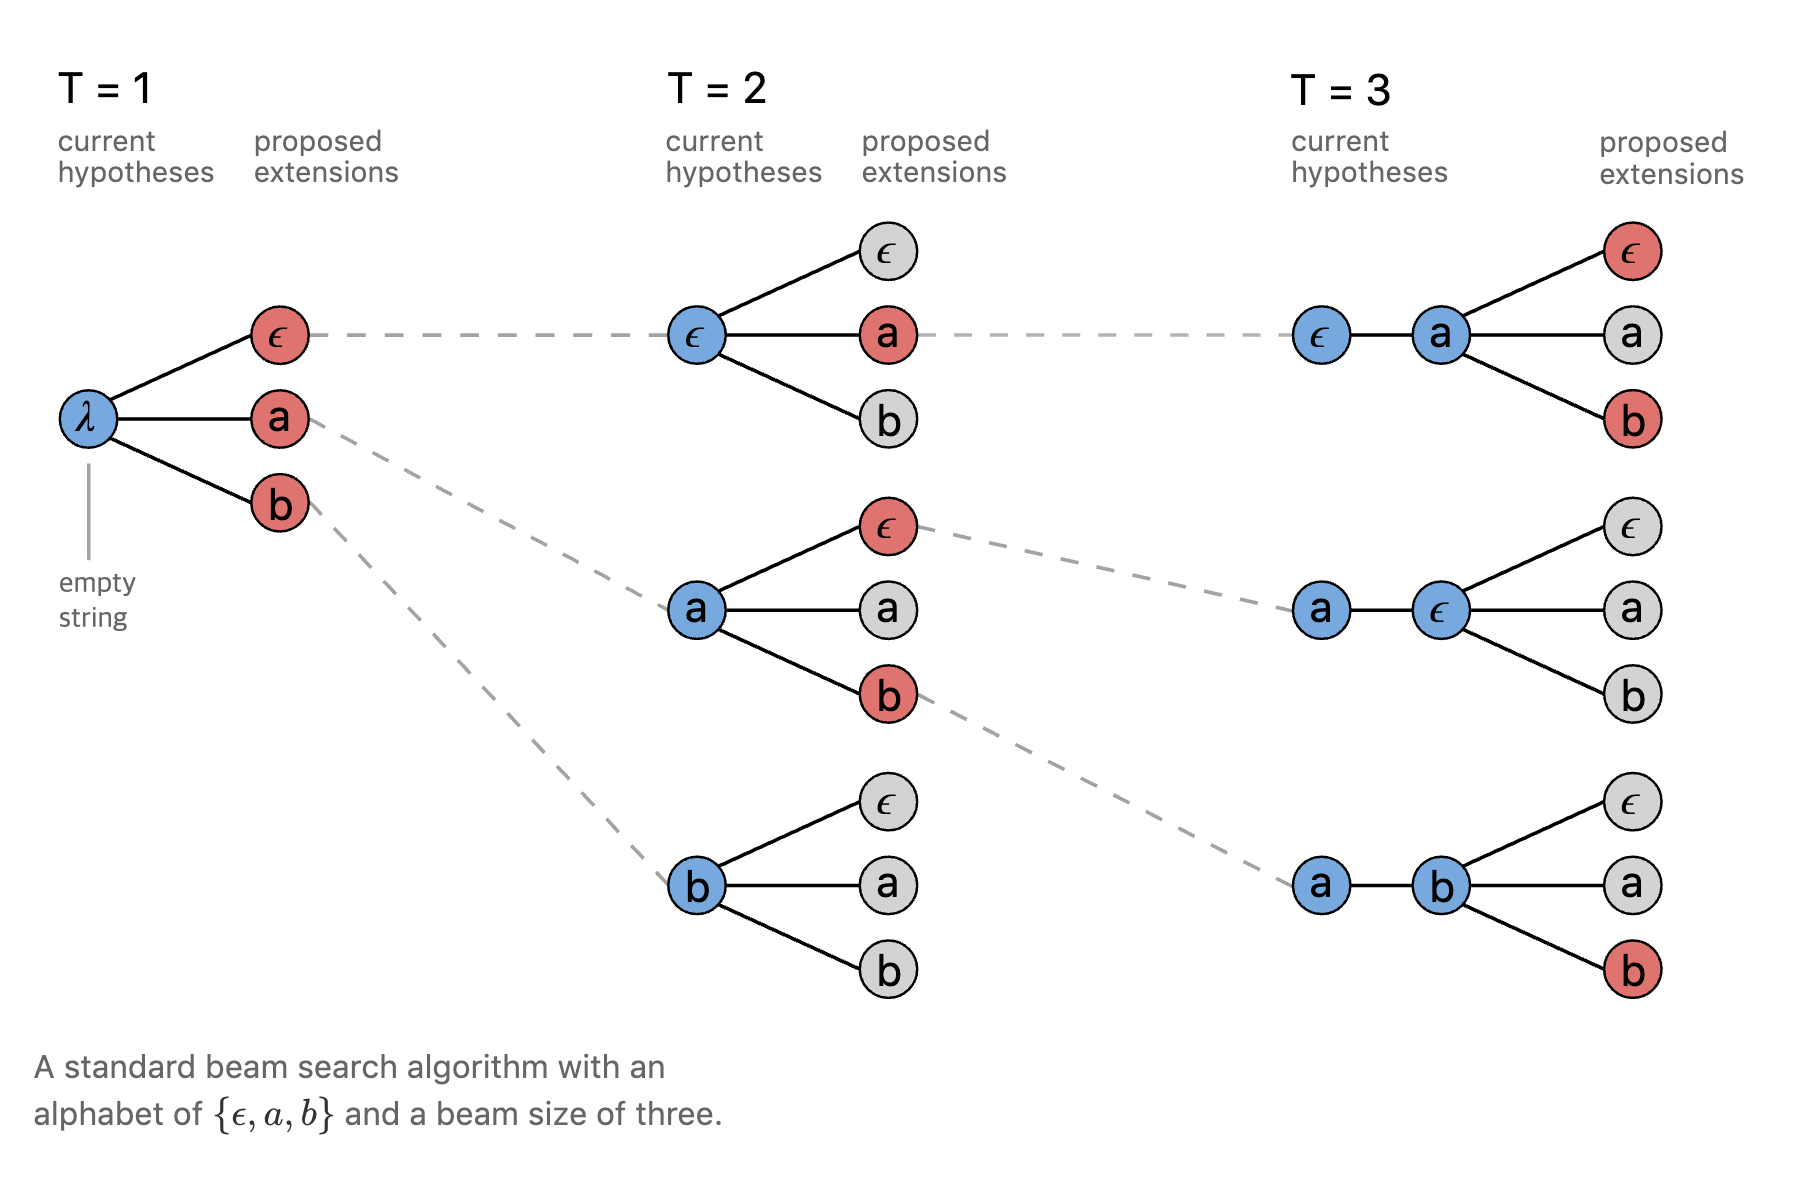 T = 1
current hypotheses
proposed extensions
T = 2
current hypotheses
proposed extensions
T = 3
current hypotheses
proposed extensions
λ
ϵ
a
b
empty string
ϵ
ϵ
a
b
a
ϵ
a
b
b
ϵ
a
b
ϵ a
ϵ
a
b
a ϵ
ϵ
a
b
a b
ϵ
a
b
A standard beam search algorithm with an
alphabet of {ϵ, a, b} and a beam size of three.